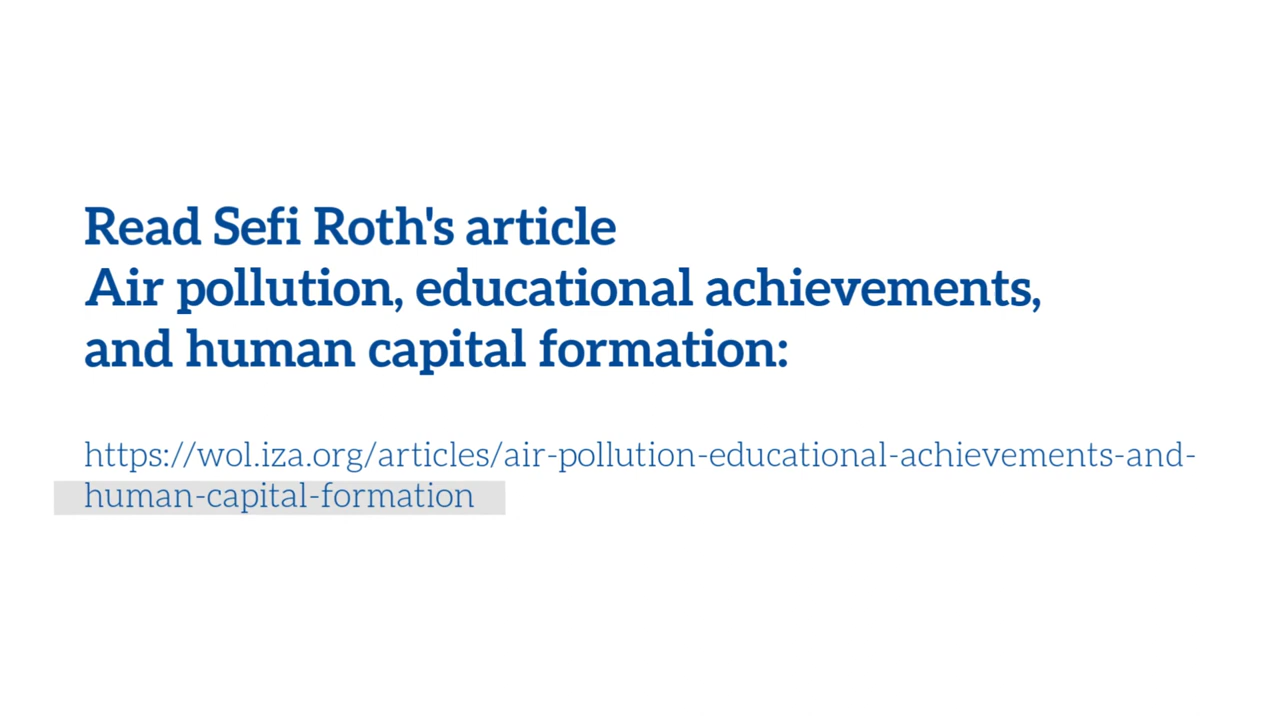 Read Sefi Roth's article
Air pollution, educational achievements,
and human capital formation:
https://wol.iza.org/articles/air-pollution-educational-achievements-and-
human-capital-formation